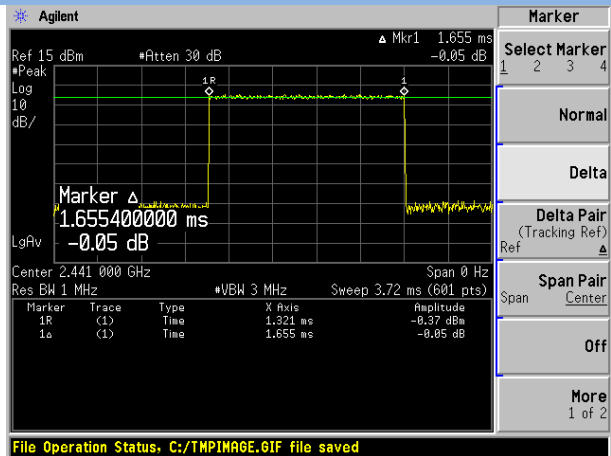 Agilent
Marker
Δ Mkr1 1.655 ms
Ref 15 dBm #Atten 30 dB -0.05 dB
#Peak
Log
10
dB/
1R 1
Marker Δ
1.655400000 ms
-0.05 dB
LgAv
Center 2.441 000 GHz Span 0 Hz
Res BW 1 MHz #VBW 3 MHz Sweep 3.72 ms (601 pts)
Marker Trace Type X Axis Amplitude
1R (1) Time 1.321 ms -0.37 dBm
1Δ (1) Time 1.655 ms -0.05 dB
Select Marker
1 2 3 4
Normal
Delta
Delta Pair
(Tracking Ref)
Ref Δ
Span Pair
Span Center
Off
More
1 of 2
File Operation Status, C:/TMPIMAGE.GIF file saved